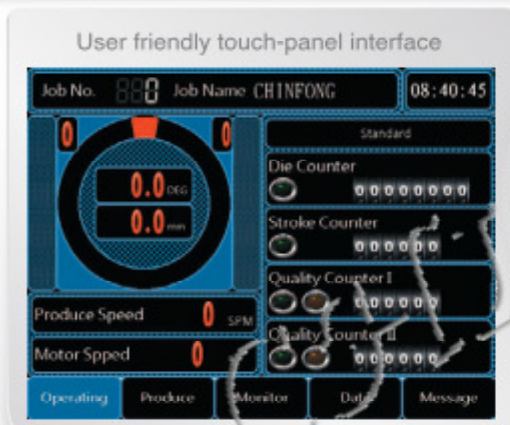 User friendly touch-panel interface
Job No. 0 Job Name CHINFONG 08:40:45
0 0
Standard
0.0 DEG
0.0 mm
Die Counter
00000000
Stroke Counter
000000
Quality Counter I
000000
Quality Counter II
000000
Produce Speed 0 SPM
Motor Spped 0
Operating Produce Monitor Data Message